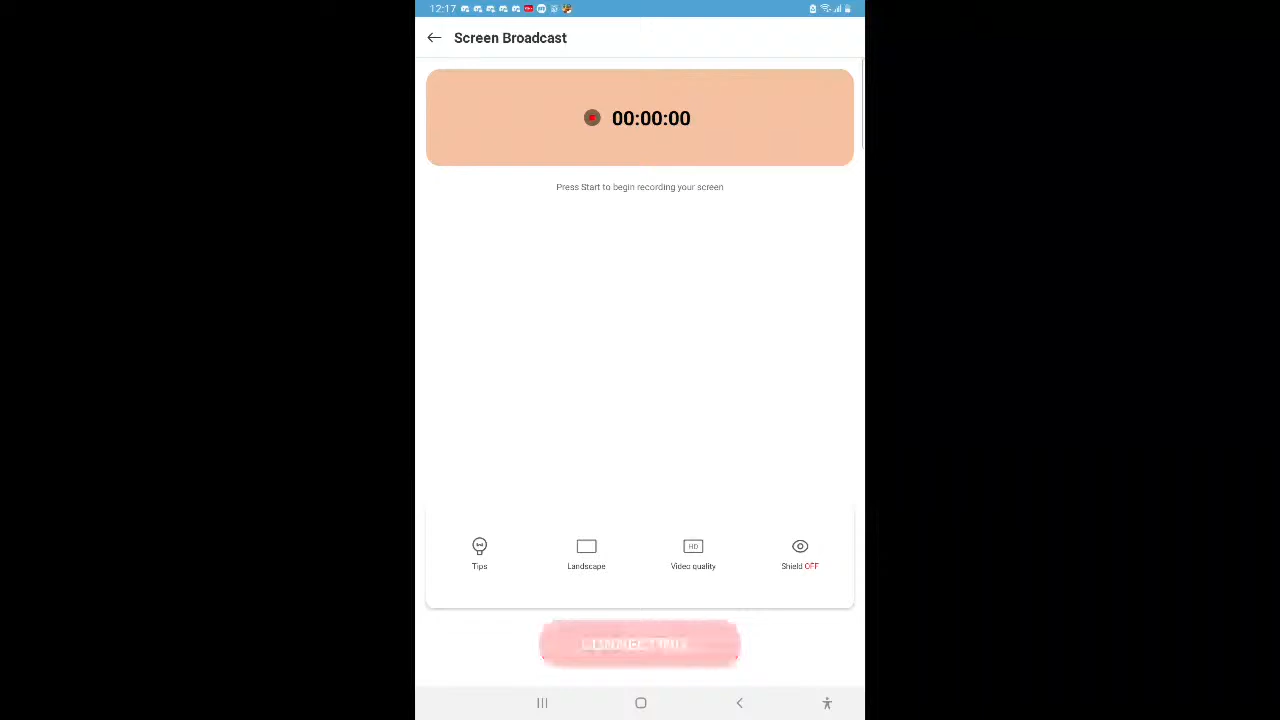 12:17
Screen Broadcast
00:00:00
Press Start to begin recording your screen
HD
Tips
Landscape
Video quality
Shield OFF
CONNECTING